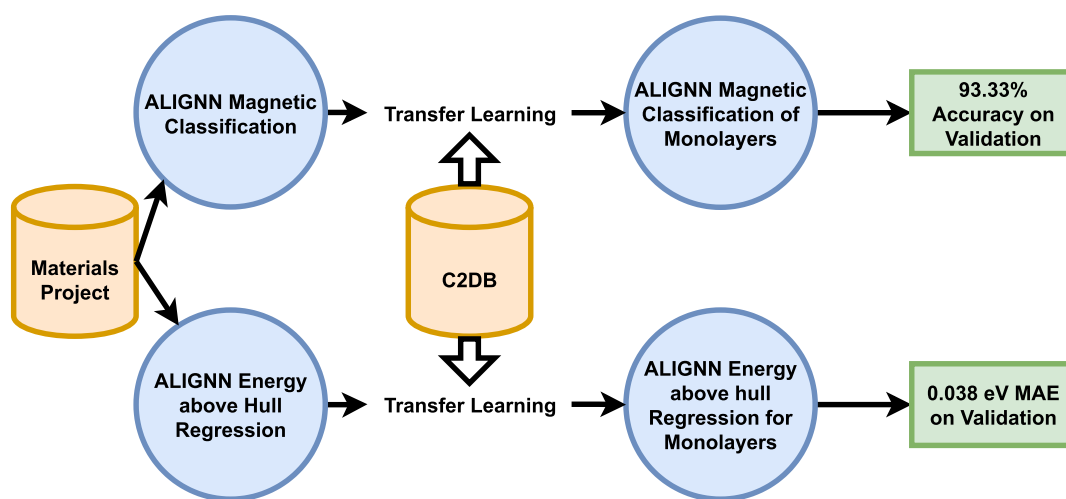 Materials
Project
ALIGNN Magnetic
Classification
Transfer Learning
ALIGNN Magnetic
Classification of
Monolayers
93.33%
Accuracy on
Validation
C2DB
ALIGNN Energy
above Hull
Regression
Transfer Learning
ALIGNN Energy
above hull
Regression for
Monolayers
0.038 eV MAE
on Validation